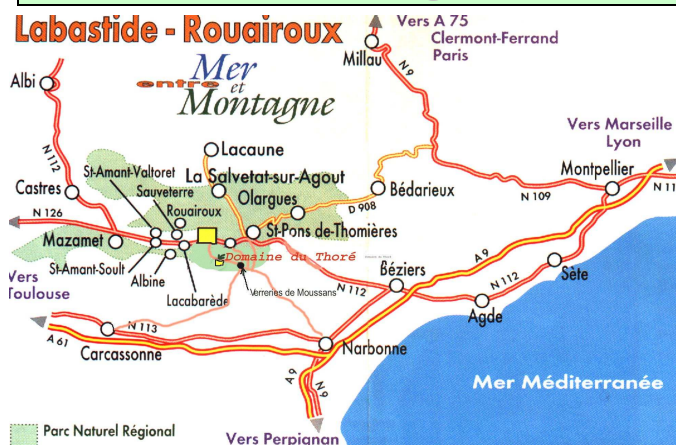 Labastide - Rouairoux
Mer
entre et
Montagne
Vers A 75
Clermont-Ferrand
Paris
Millau
N9
Albi
Vers Marseille
Lyon
Lacaune
N112
St-Amant-Valtoret
La Salvetat-sur-Agout
Montpellier
Castres
Sauveterre
Olargues
Bédarieux
N 109
N 11
Rouairoux
D 908
N 126
St-Pons de-Thomières
Mazamet
A9
Domaine du Thoré
St-Amant-Soult
Béziers
Sète
Vers
Toulouse
Albine
Verreries de Moussans
N 112
N 112
Lacabarède
Agde
N 113
A 61
Carcassonne
Narbonne
A9
N9
Mer Méditerranée
Parc Naturel Régional
Vers Perpignan